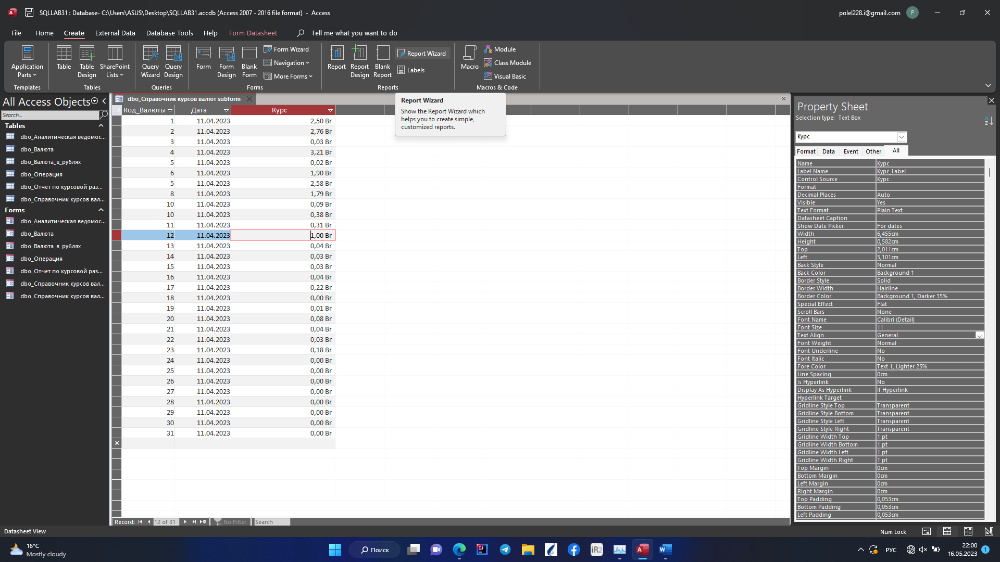 SQLLAB31 : Database- C:\Users\ASUS\Desktop\SQLLAB31.accdb (Access 2007 - 2016 file format) - Access
polel228.i@gmail.com
P
File Home Create External Data Database Tools Help Form Datasheet Tell me what you want to do
Application Parts
Table
Table Design
SharePoint Lists
Query Wizard
Query Design
Form
Form Design
Blank Form
Form Wizard
Navigation
More Forms
Report
Report Design
Blank Report
Report Wizard
Labels
Macro
Module
Class Module
Visual Basic
Templates Tables Queries Forms Reports Macros & Code
All Access Objects
Search...
Tables
dbo_Аналитическая ведомос...
dbo_Валюта
dbo_Валюта_в_рублях
dbo_Операция
dbo_Отчет по курсовой раз...
dbo_Справочник курсов вал...
Forms
dbo_Аналитическая ведомос...
dbo_Валюта
dbo_Валюта_в_рублях
dbo_Операция
dbo_Отчет по курсовой раз...
dbo_Справочник курсов вал...
dbo_Справочник курсов вал...
dbo_Справочник курсов валют subform
Report Wizard
Show the Report Wizard which
helps you to create simple,
customized reports.
Код_Валюты Дата Курс
1 11.04.2023 2,50 Br
2 11.04.2023 2,76 Br
3 11.04.2023 0,03 Br
4 11.04.2023 3,21 Br
5 11.04.2023 0,02 Br
6 11.04.2023 1,90 Br
5 11.04.2023 2,58 Br
8 11.04.2023 1,79 Br
10 11.04.2023 0,09 Br
10 11.04.2023 0,38 Br
11 11.04.2023 0,31 Br
12 11.04.2023 1,00 Br
13 11.04.2023 0,04 Br
14 11.04.2023 0,03 Br
15 11.04.2023 0,03 Br
16 11.04.2023 0,04 Br
17 11.04.2023 0,22 Br
18 11.04.2023 0,00 Br
19 11.04.2023 0,01 Br
20 11.04.2023 0,08 Br
21 11.04.2023 0,04 Br
22 11.04.2023 0,03 Br
23 11.04.2023 0,18 Br
24 11.04.2023 0,00 Br
25 11.04.2023 0,00 Br
26 11.04.2023 0,00 Br
27 11.04.2023 0,00 Br
28 11.04.2023 0,00 Br
29 11.04.2023 0,00 Br
30 11.04.2023 0,00 Br
31 11.04.2023 0,00 Br
Record: 12 of 31 No Filter Search
Property Sheet
Selection type: Text Box
Курс
Format Data Event Other All
Name Курс
Label Name Курс_Label
Control Source Курс
Format
Decimal Places Auto
Visible Yes
Text Format Plain Text
Datasheet Caption
Show Date Picker For dates
Width 6,455cm
Height 0,582cm
Top 2,011cm
Left 5,101cm
Back Style Normal
Back Color Background 1
Border Style Solid
Border Width Hairline
Border Color Background 1, Darker 35%
Special Effect Flat
Scroll Bars None
Font Name Calibri (Detail)
Font Size 11
Text Align General
Font Weight Normal
Font Underline No
Font Italic No
Fore Color Text 1, Lighter 25%
Line Spacing 0cm
Is Hyperlink No
Display As Hyperlink If Hyperlink
Hyperlink Target
Gridline Style Top Transparent
Gridline Style Bottom Transparent
Gridline Style Left Transparent
Gridline Style Right Transparent
Gridline Width Top 1 pt
Gridline Width Bottom 1 pt
Gridline Width Left 1 pt
Gridline Width Right 1 pt
Top Margin 0cm
Bottom Margin 0cm
Left Margin 0cm
Right Margin 0cm
Top Padding 0,053cm
Bottom Padding 0,053cm
Left Padding 0,053cm
Datasheet View
Num Lock
16°C
Mostly cloudy
Поиск
iR2
РУС
22:00
16.05.2023
1